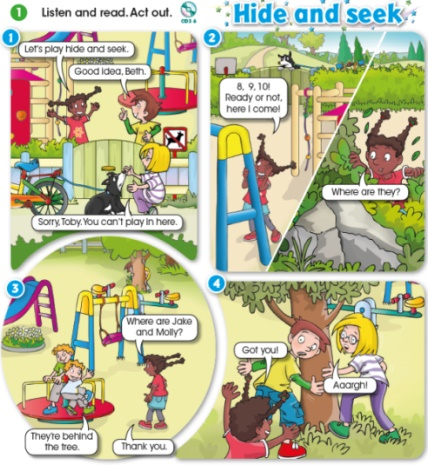 1 Listen and read. Act out.
CD3 6
Hide and seek
1
Let's play hide and seek.
Good idea, Beth.
Sorry, Toby. You can't play in here.
2
8, 9, 10!
Ready or not,
here I come!
Where are they?
3
Where are Jake
and Molly?
They're behind
the tree.
Thank you.
4
Got you!
Aaargh!